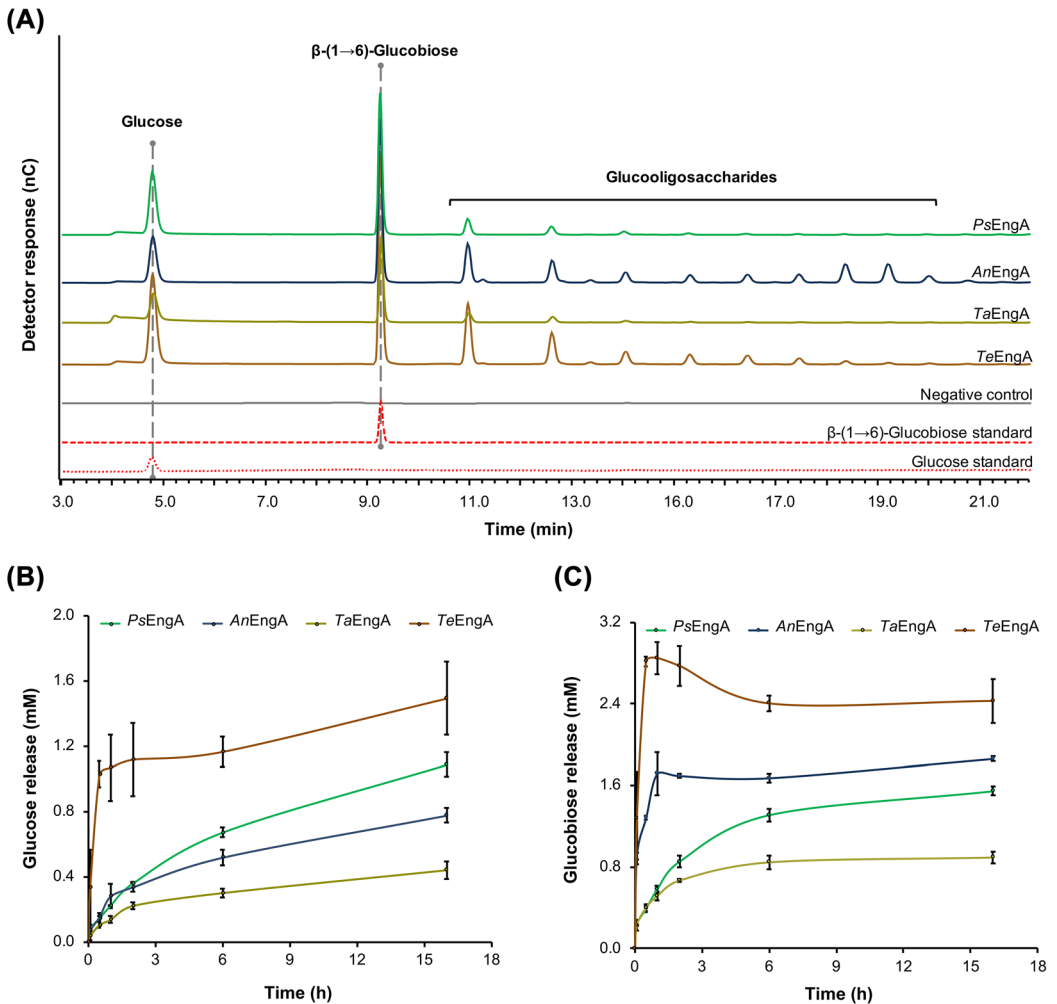 (A)
β-(1→6)-Glucobiose
Glucose
Glucooligosaccharides
Detector response (nC)
PsEngA
AnEngA
TaEngA
TeEngA
Negative control
β-(1→6)-Glucobiose standard
Glucose standard
3.0 5.0 7.0 9.0 11.0 13.0 15.0 16.0 17.0 19.0 21.0
Time (min)
(B)
PsEngA AnEngA TaEngA TeEngA
Glucose release (mM)
2.0
1.6
1.2
0.8
0.4
0.0
0 3 6 9 12 15 18
Time (h)
(C)
PsEngA AnEngA TaEngA TeEngA
Glucobiose release (mM)
3.2
2.4
1.6
0.8
0.0
0 3 6 9 12 15 18
Time (h)